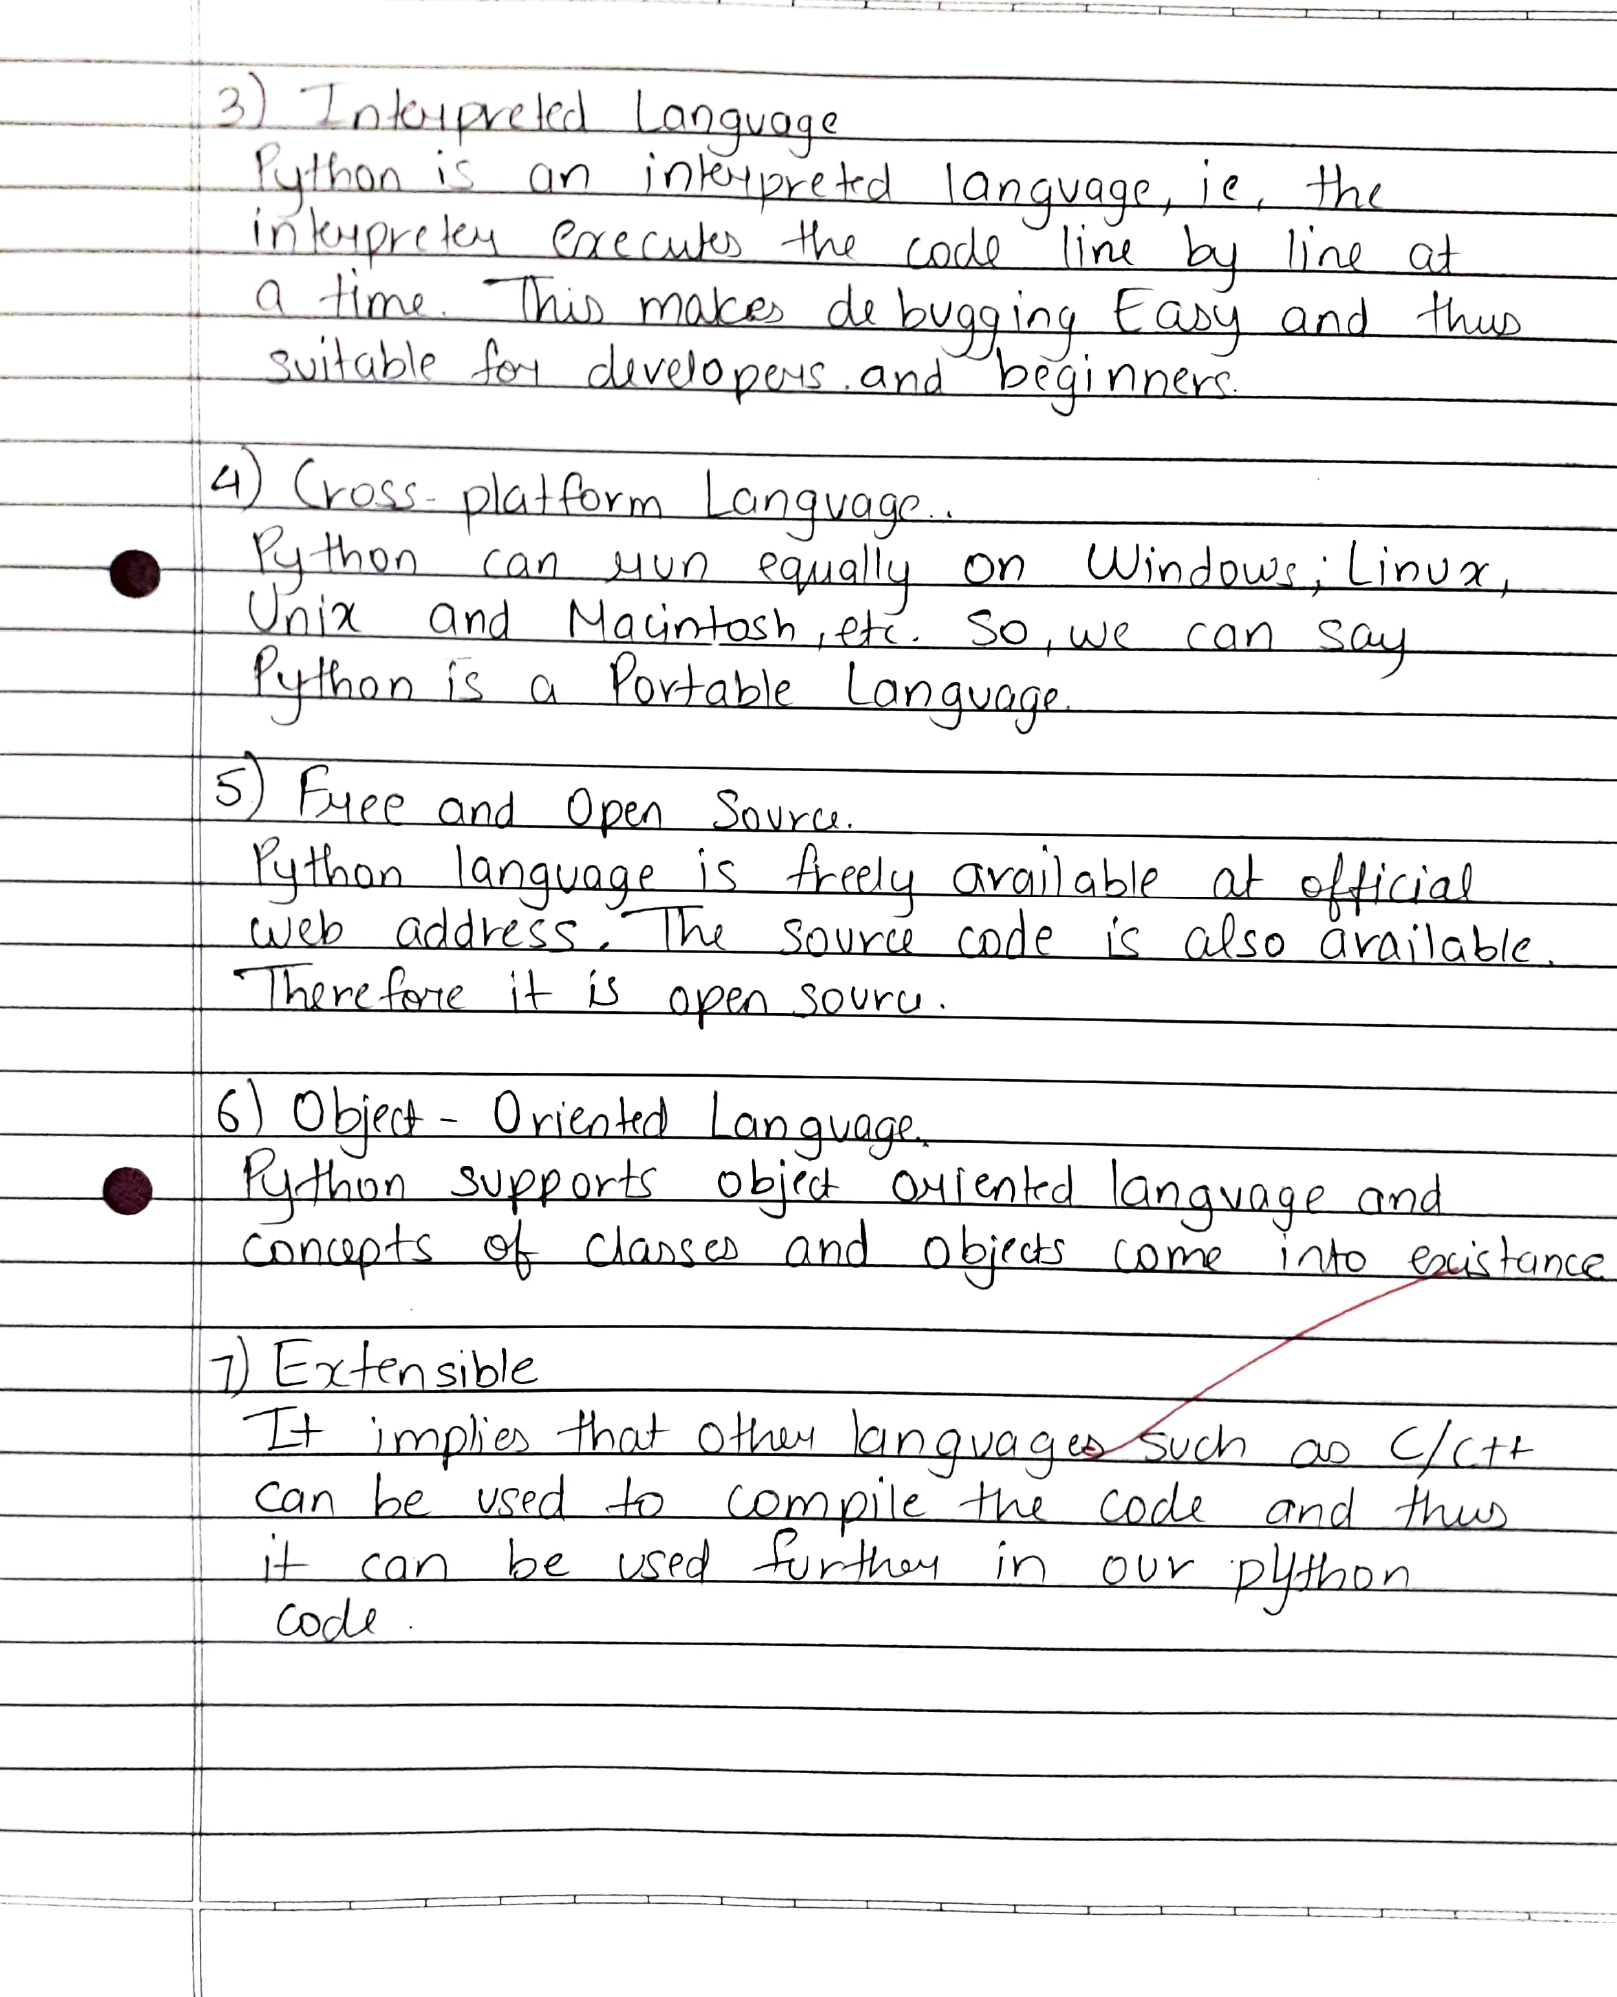 3) Interpreted Language
Python is an interpreted language, ie, the
interpreter executes the code line by line at
a time. This makes debugging Easy and thus
suitable for developers and beginners.
4) Cross-platform Language..
Python can run equally on Windows; Linux,
Unix and Macintosh, etc. So, we can say
Python is a Portable Language.
5) Free and Open Source.
Python language is freely available at official
web address. The source code is also available.
Therefore it is open source.
6) Object-Oriented Language.
Python supports object oriented language and
concepts of classes and objects come into existance
7) Extensible
It implies that other languages such as C/C++
can be used to compile the code and thus
it can be used further in our python
code.